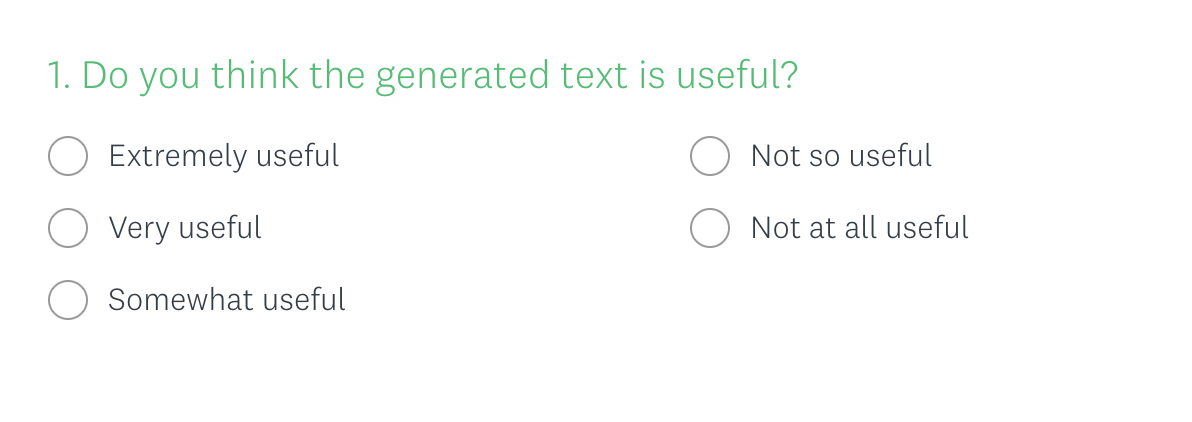 1. Do you think the generated text is useful?
Extremely useful
Very useful
Somewhat useful
Not so useful
Not at all useful